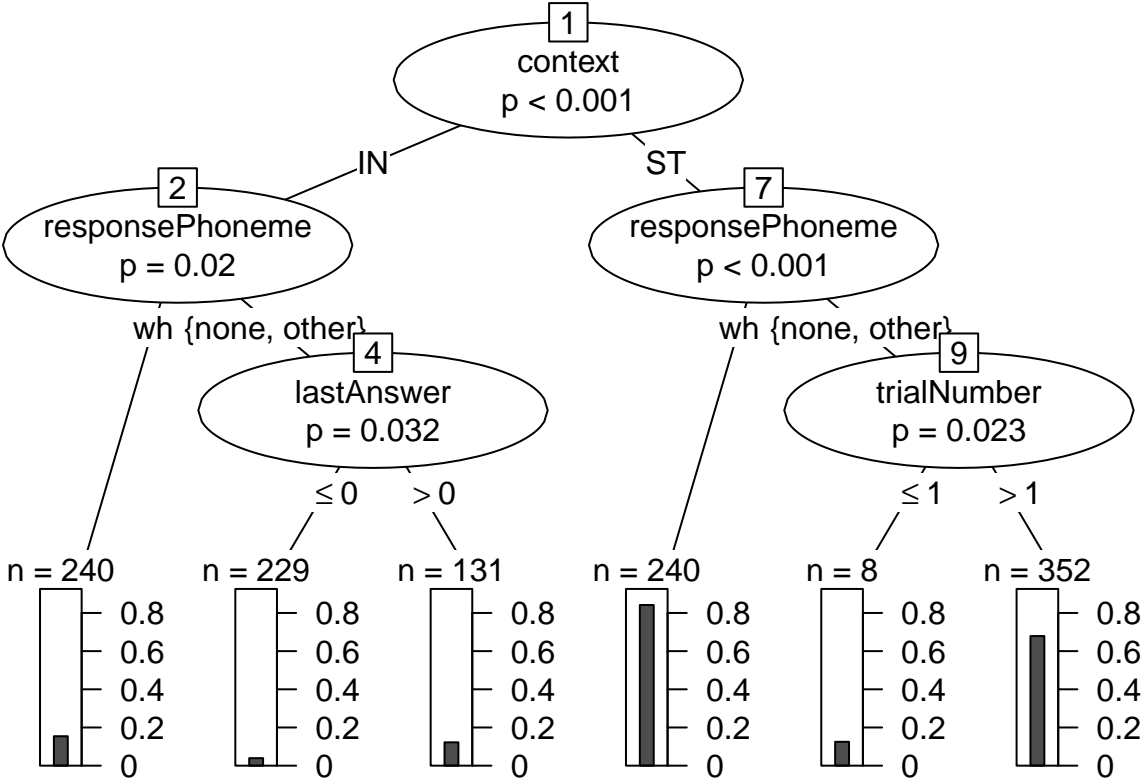 1
context
p < 0.001
IN
ST
2
responsePhoneme
p = 0.02
7
responsePhoneme
p < 0.001
wh {none, other}
wh {none, other}
4
lastAnswer
p = 0.032
9
trialNumber
p = 0.023
≤ 0
> 0
≤ 1
> 1
n = 240
n = 229
n = 131
n = 240
n = 8
n = 352
0.8 0.8 0.8 0.8 0.8 0.8
0.6 0.6 0.6 0.6 0.6 0.6
0.4 0.4 0.4 0.4 0.4 0.4
0.2 0.2 0.2 0.2 0.2 0.2
0 0 0 0 0 0